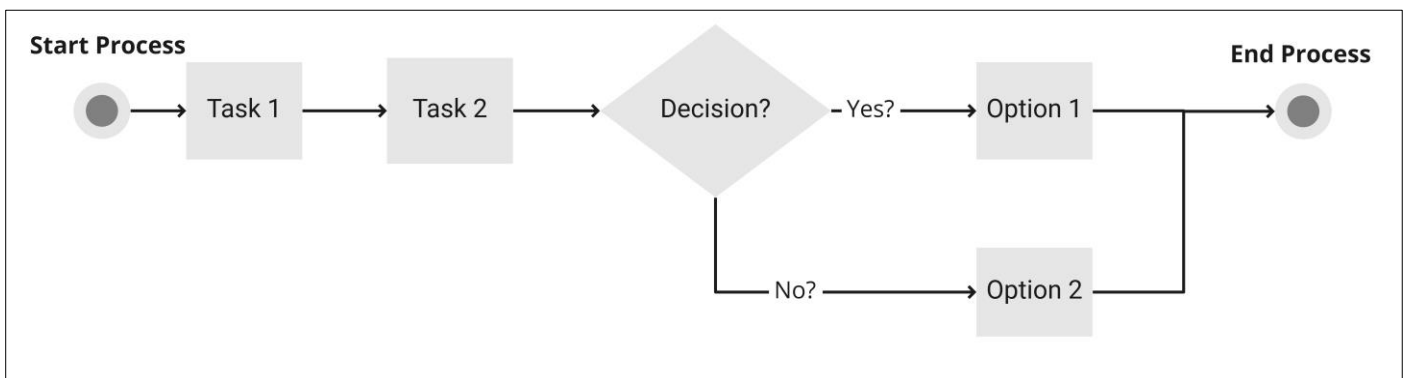 Start Process
End Process
Task 1
Task 2
Decision?
Yes?
Option 1
No?
Option 2